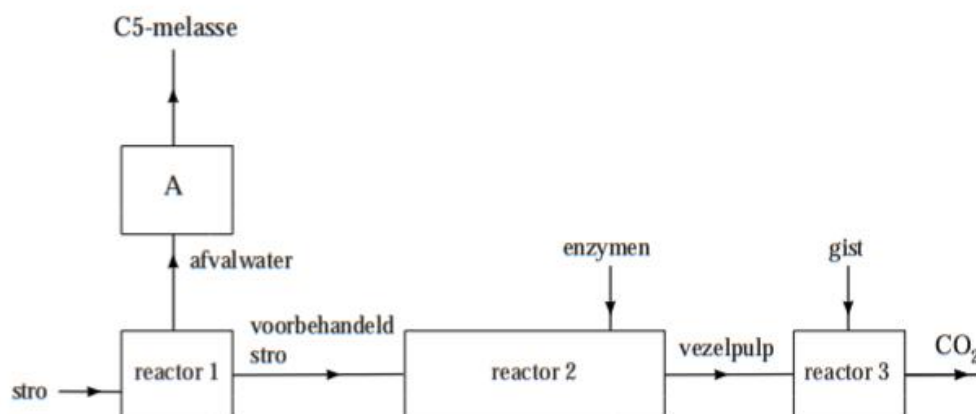 C5-melasse
A
afvalwater
enzymen
gist
voorbehandeld
stro
vezelpulp
CO₂
stro
reactor 1
reactor 2
reactor 3